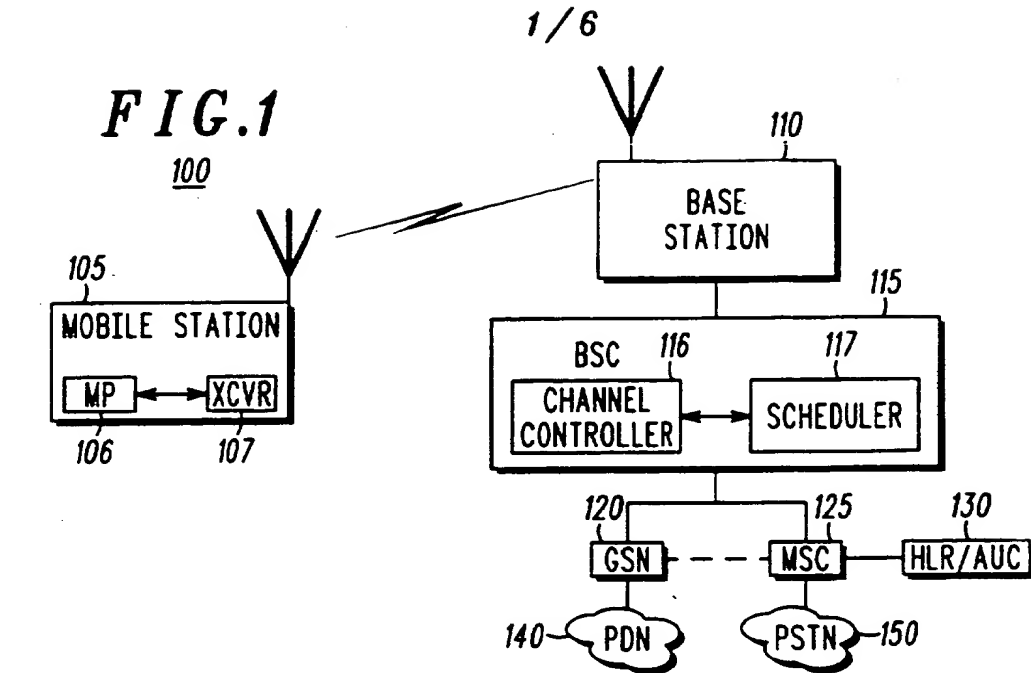 1/6
FIG.1
100
110
BASE
STATION
105
MOBILE STATION
MP
XCVR
106
107
115
BSC
116
117
CHANNEL
CONTROLLER
SCHEDULER
120
125
130
GSN
MSC
HLR/AUC
140
PDN
PSTN
150